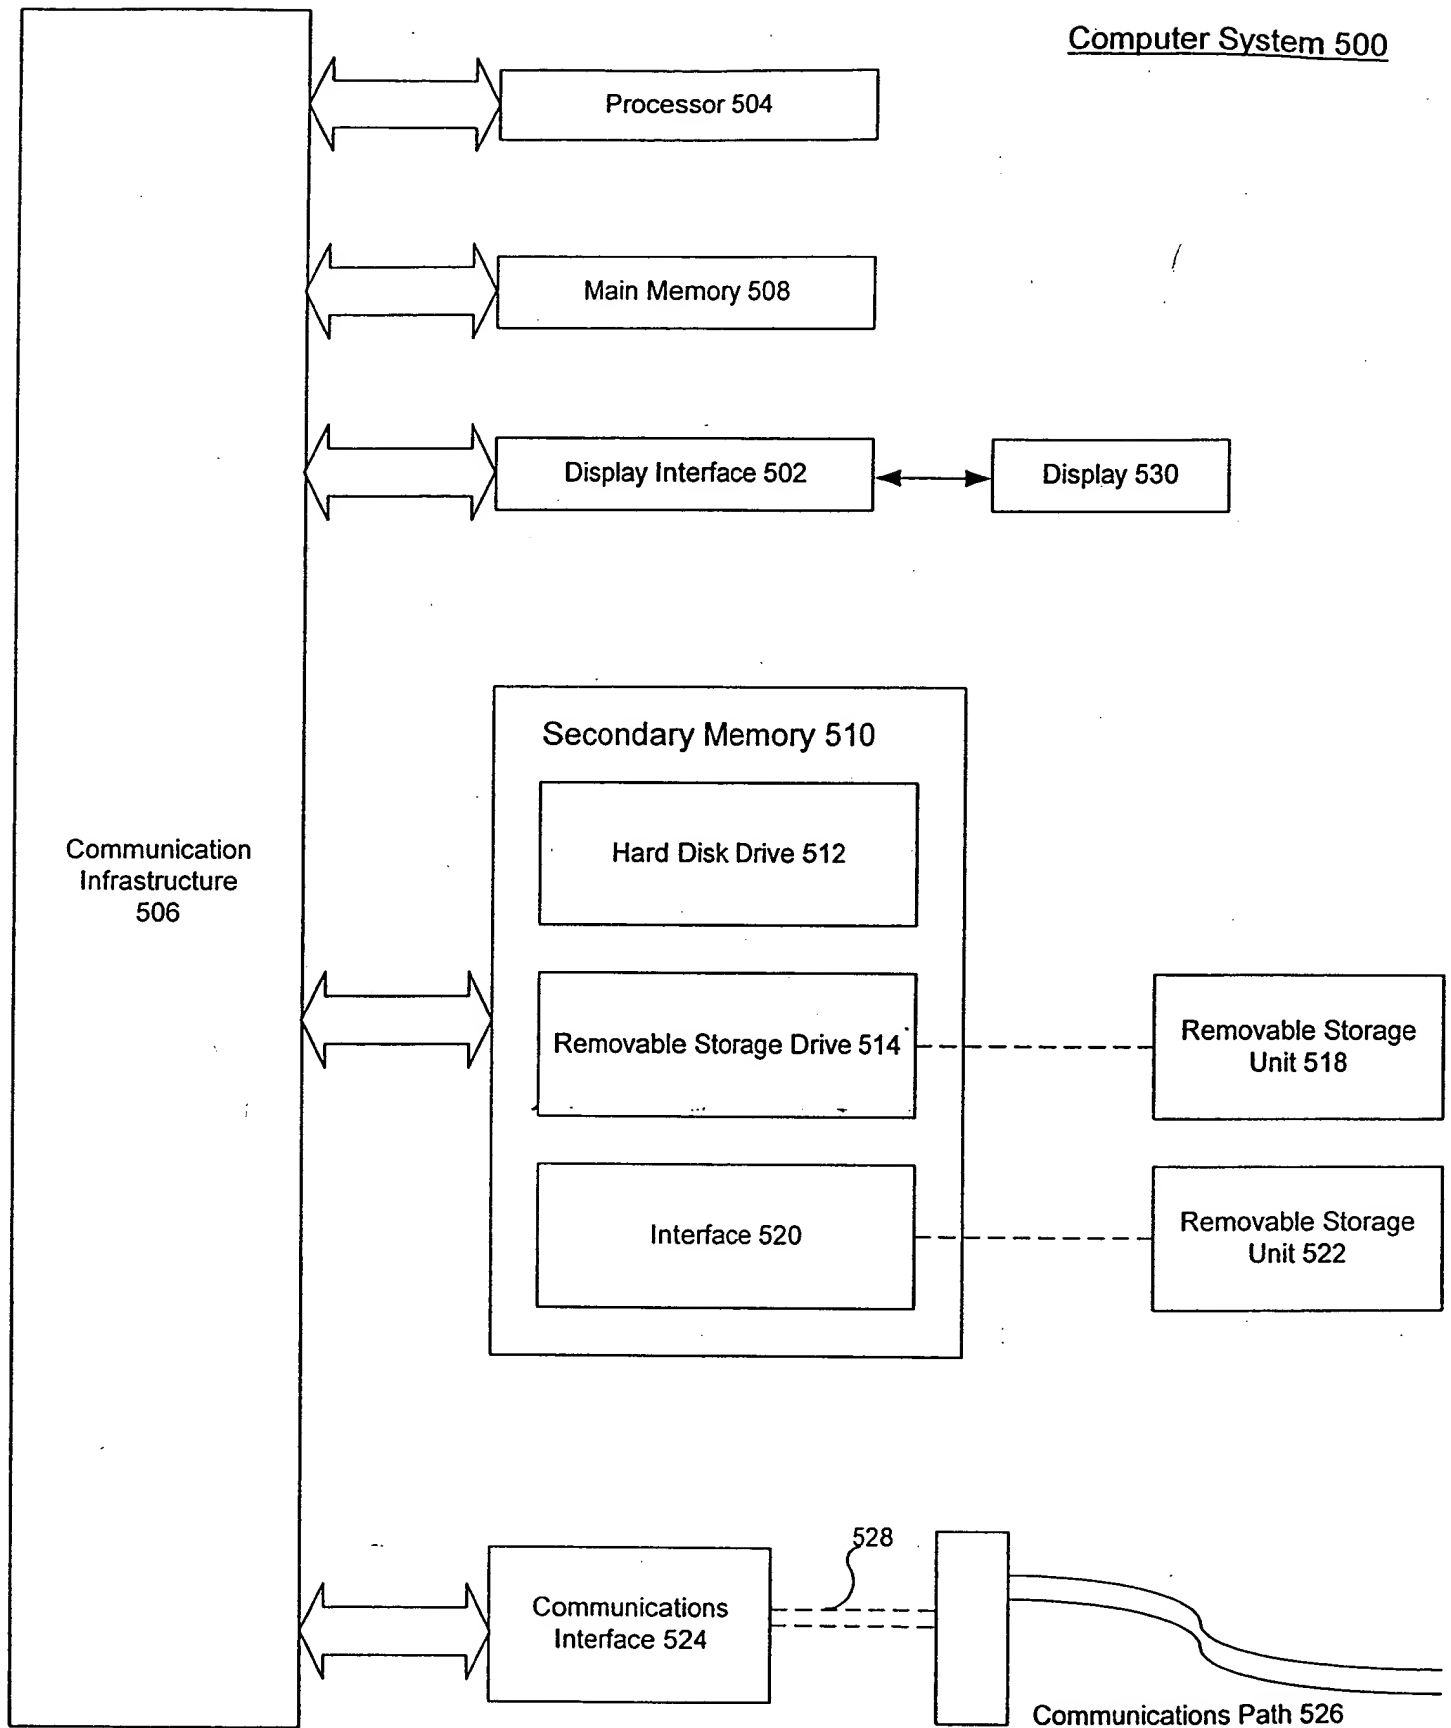 Computer System 500
Processor 504
Main Memory 508
Display Interface 502
Display 530
Secondary Memory 510
Hard Disk Drive 512
Communication
Infrastructure
506
Removable Storage Drive 514
Removable Storage
Unit 518
Interface 520
Removable Storage
Unit 522
528
Communications
Interface 524
Communications Path 526